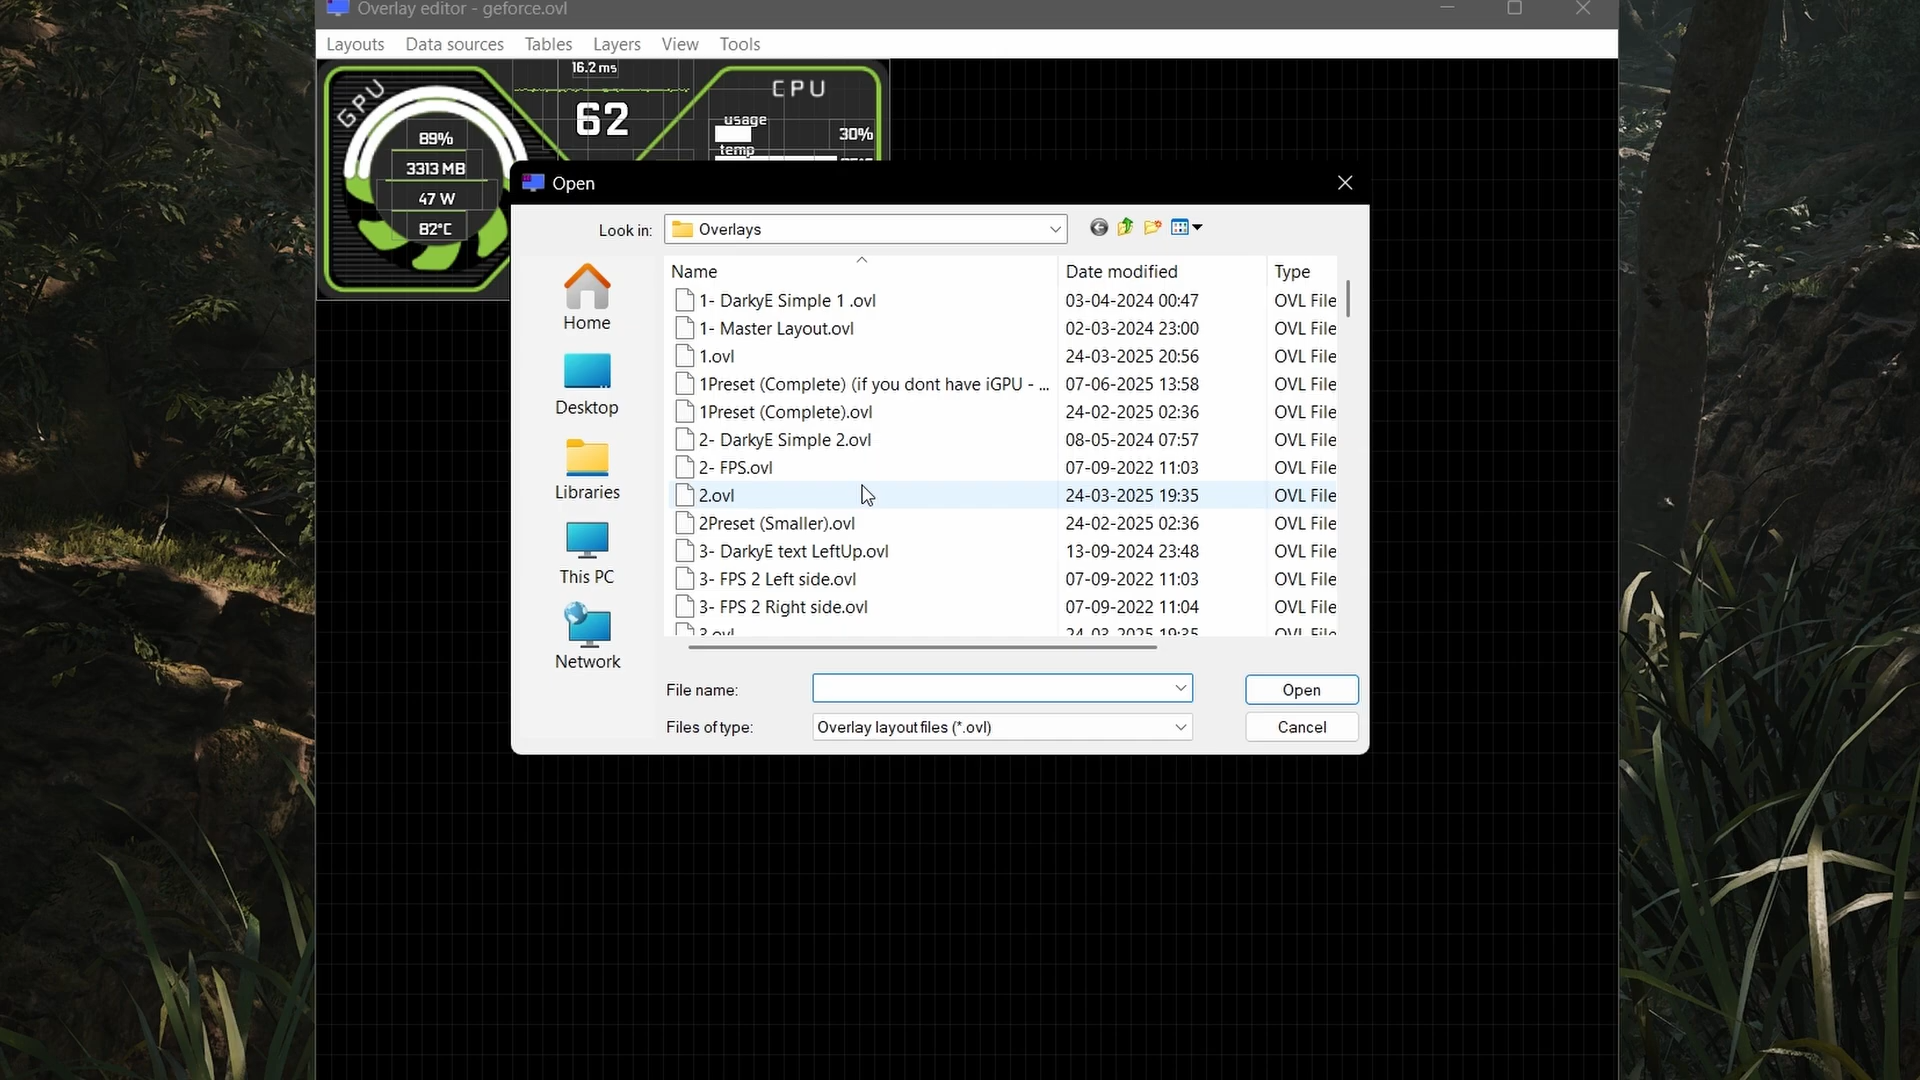 Overlay editor - geforce.ovl
Layouts Data sources Tables Layers View Tools
GPU
89%
3313 MB
47 W
82°C
16.2 ms
62
CPU
usage
30%
temp
Open
Look in: Overlays
Home
Desktop
Libraries
This PC
Network
Name Date modified Type
1- DarkyE Simple 1 .ovl 03-04-2024 00:47 OVL File
1- Master Layout.ovl 02-03-2024 23:00 OVL File
1.ovl 24-03-2025 20:56 OVL File
1Preset (Complete) (if you dont have iGPU - ... 07-06-2025 13:58 OVL File
1Preset (Complete).ovl 24-02-2025 02:36 OVL File
2- DarkyE Simple 2.ovl 08-05-2024 07:57 OVL File
2- FPS.ovl 07-09-2022 11:03 OVL File
2.ovl 24-03-2025 19:35 OVL File
2Preset (Smaller).ovl 24-02-2025 02:36 OVL File
3- DarkyE text LeftUp.ovl 13-09-2024 23:48 OVL File
3- FPS 2 Left side.ovl 07-09-2022 11:03 OVL File
3- FPS 2 Right side.ovl 07-09-2022 11:04 OVL File
3.ovl 24-03-2025 19:35 OVL File
File name:
Open
Files of type: Overlay layout files (*.ovl)
Cancel